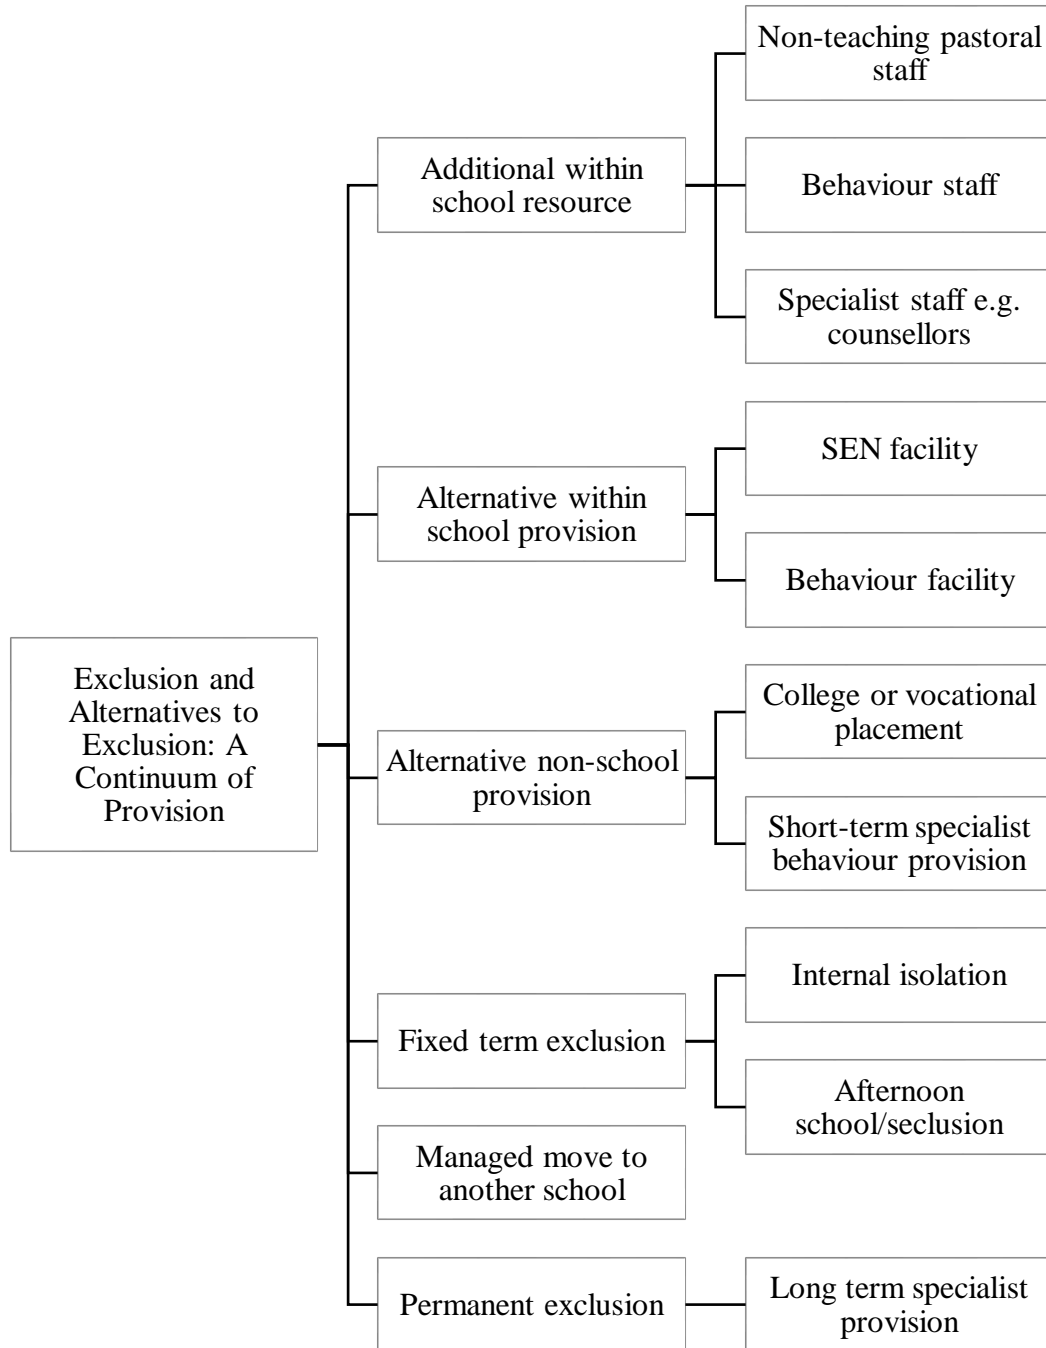 Exclusion and
Alternatives to
Exclusion: A
Continuum of
Provision
Additional within
school resource
Non-teaching pastoral
staff
Behaviour staff
Specialist staff e.g.
counsellors
Alternative within
school provision
SEN facility
Behaviour facility
Alternative non-school
provision
College or vocational
placement
Short-term specialist
behaviour provision
Fixed term exclusion
Internal isolation
Afternoon
school/seclusion
Managed move to
another school
Permanent exclusion
Long term specialist
provision